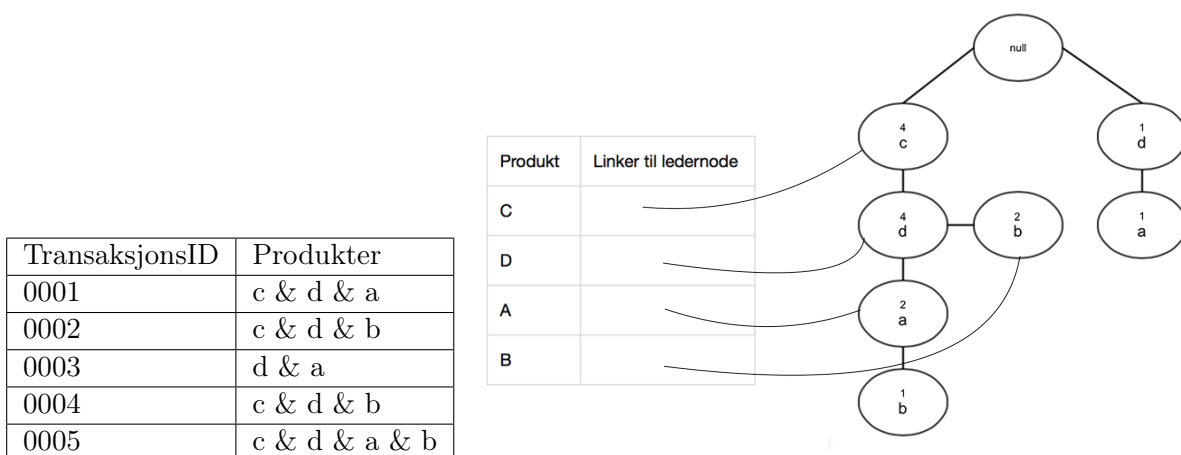 TransaksjonsID Produkter
0001 c & d & a
0002 c & d & b
0003 d & a
0004 c & d & b
0005 c & d & a & b
Produkt Linker til ledernode
C
D
A
B
null
4
c
1
d
4
d
2
b
1
a
2
a
1
b